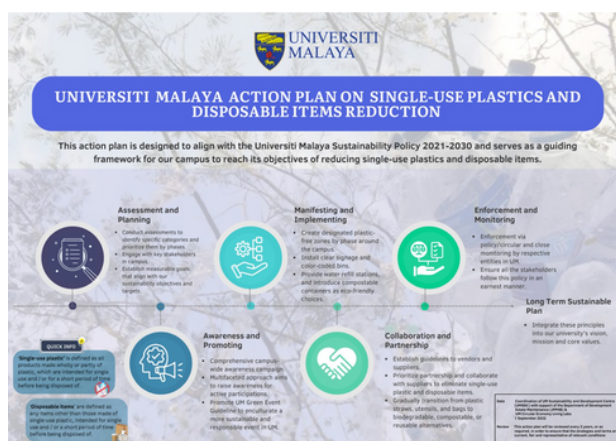 UNIVERSITI
MALAYA
UNIVERSITI MALAYA ACTION PLAN ON SINGLE-USE PLASTICS AND
DISPOSABLE ITEMS REDUCTION
This action plan is designed to align with the Universiti Malaya Sustainability Policy 2021-2030 and serves as a guiding
framework for our campus to reach its objectives of reducing single-use plastics and disposable items.
Assessment and
Planning
• Conduct assessments to
identify specific categories and
prioritize them by phases
• Engage with key stakeholders
in campus.
• Establish measurable goals
that align with our
sustainability objectives and
targets.
Manifesting and
Implementing
• Create designated plastic-
free zones by phase around
the campus.
• Install clear signage and
color-coded bins.
• Provide water refill stations,
and introduce compostable
containers as eco-friendly
choices.
Enforcement and
Monitoring
• Enforcement via
policy/circular and close
monitoring by respective
entities in UM.
• Ensure all the stakeholders
follow this policy in an
earnest manner.
Long Term Sustainable
Plan
• Integrate these principles
into our university's vision,
mission and core values.
QUICK INFO
'Single-use plastic' is defined as all
products made wholly or partly of
plastic, which are intended for single
use and / or for a short period of time
before being disposed of.
'Disposable items' are defined as
any items other than those made of
single-use plastic, intended for single
use and / or a short period of time
before being disposed of.
Awareness and
Promoting
• Comprehensive campus-
wide awareness campaign
• Multifaceted approach aims
to raise awareness for
active participations.
• Promote UM Green Event
Guideline to enculturate a
more sustainable and
responsible event in UM.
Collaboration and
Partnership
• Establish guidelines to vendors and
suppliers.
• Prioritize partnership and collaborate
with suppliers to eliminate single-use
plastic and disposable items.
• Gradually transition from plastic
straws, utensils, and bags to
biodegradable, compostable, or
reusable alternatives.